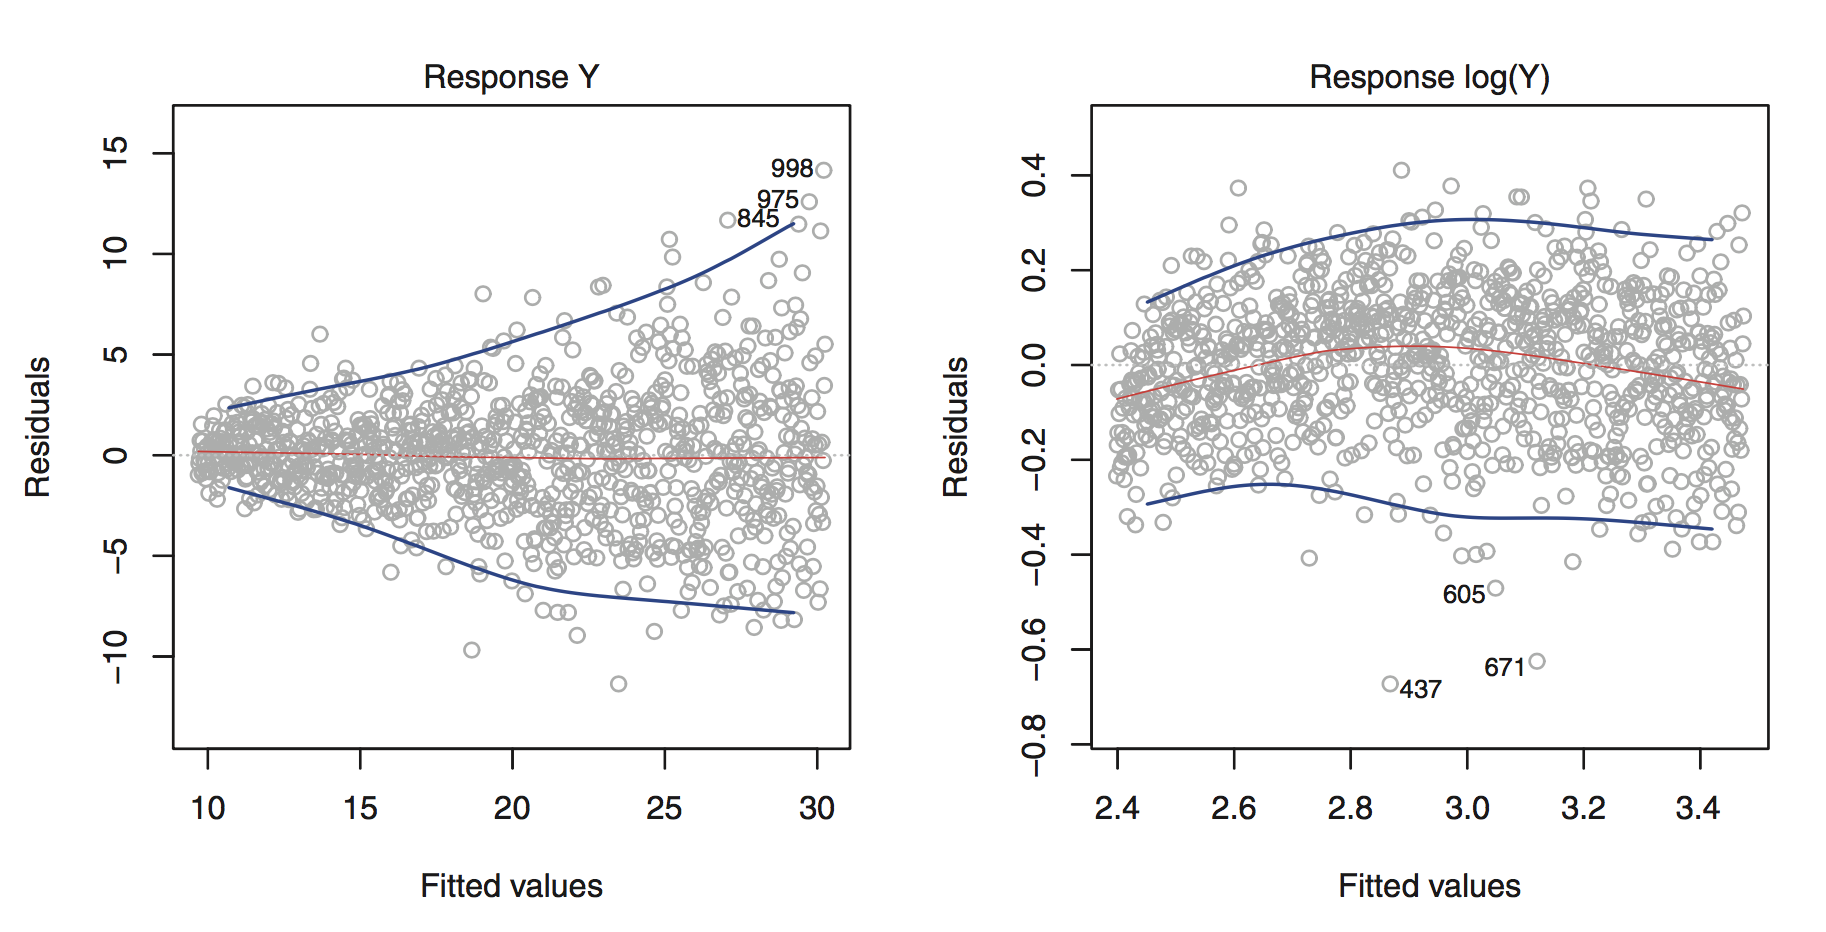 Response Y
Residuals
15
10
5
0
−5
−10
998
975
845
10 15 20 25 30
Fitted values
Response log(Y)
Residuals
0.4
0.2
0.0
−0.2
−0.4
−0.6
−0.8
605
671
437
2.4 2.6 2.8 3.0 3.2 3.4
Fitted values